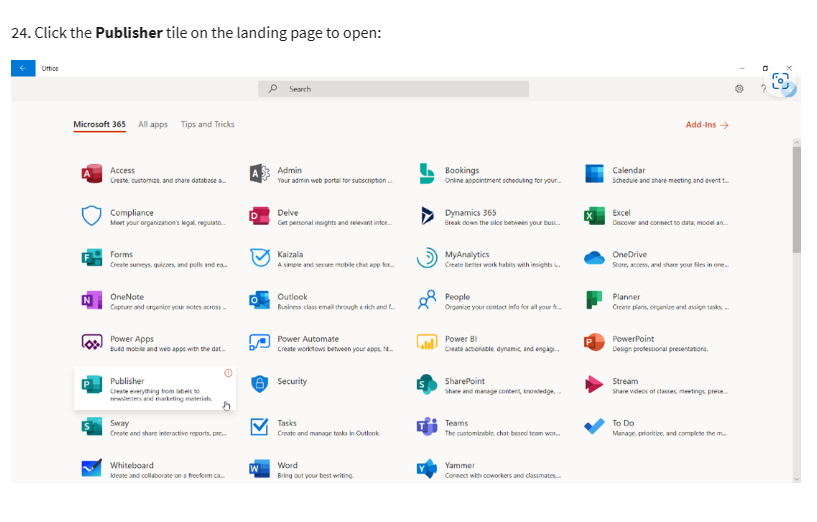 24. Click the Publisher tile on the landing page to open:
Office
Search
?
Microsoft 365 All apps Tips and Tricks
Add-Ins →
Access
Create, customize, and share database a...
Admin
Your admin web portal for subscription ...
Bookings
Online appointment scheduling for your...
Calendar
Schedule and share meeting and event t...
Compliance
Meet your organization's legal, regulato...
Delve
Get personal insights and relevant infor...
Dynamics 365
Break down the silos between your busi...
Excel
Discover and connect to data, model an...
Forms
Create surveys, quizzes, and polls and ea...
Kaizala
A simple and secure mobile chat app for...
MyAnalytics
Create better work habits with insights i...
OneDrive
Store, access, and share your files in one...
OneNote
Capture and organize your notes across ...
Outlook
Business-class email through a rich and f...
People
Organize your contact info for all your fr...
Planner
Create plans, organize and assign tasks, ...
Power Apps
Build mobile and web apps with the dat...
Power Automate
Create workflows between your apps, fil...
Power BI
Create actionable, dynamic, and engagi...
PowerPoint
Design professional presentations.
Publisher
Create everything from labels to
newsletters and marketing materials.
Security
SharePoint
Share and manage content, knowledge, ...
Stream
Share videos of classes, meetings, prese...
Sway
Create and share interactive reports, pre...
Tasks
Create and manage tasks in Outlook.
Teams
The customizable, chat-based team wor...
To Do
Manage, prioritize, and complete the m...
Whiteboard
Ideate and collaborate on a freeform ca...
Word
Bring out your best writing.
Yammer
Connect with coworkers and classmates,...